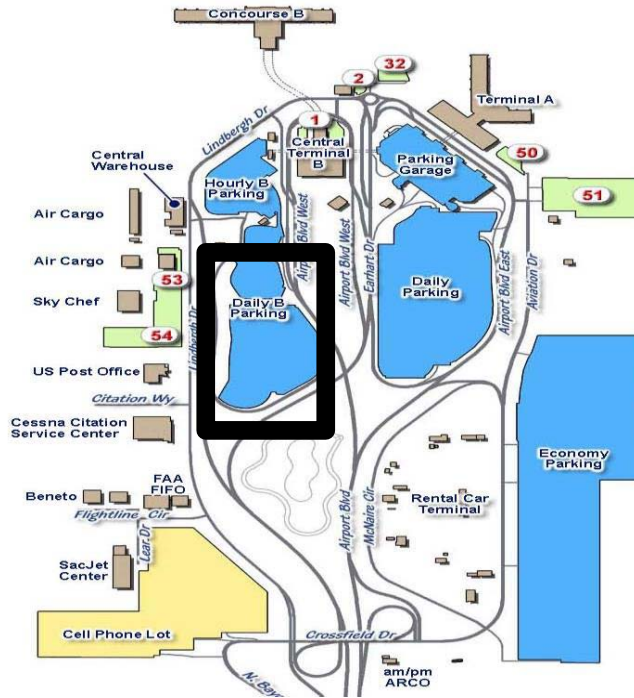 Concourse B
32
2
Terminal A
Lindbergh Dr
1
Central
Terminal
B
Parking
Garage
50
Central
Warehouse
Hourly B
Parking
51
Air Cargo
Airport Blvd West
Airport Blvd West
Earhart Dr
Airport Blvd East
Aviation Dr
Air Cargo
53
Sky Chef
Daily B
Parking
Daily
Parking
54
Lindbergh Dr
US Post Office
Citation Wy
Cessna Citation
Service Center
Economy
Parking
FAA
FIFO
Beneto
Flightline Cir
Lear Dr
Airport Blvd
McNaire Cir
Rental Car
Terminal
SacJet
Center
Cell Phone Lot
Crossfield Dr
am/pm
ARCO